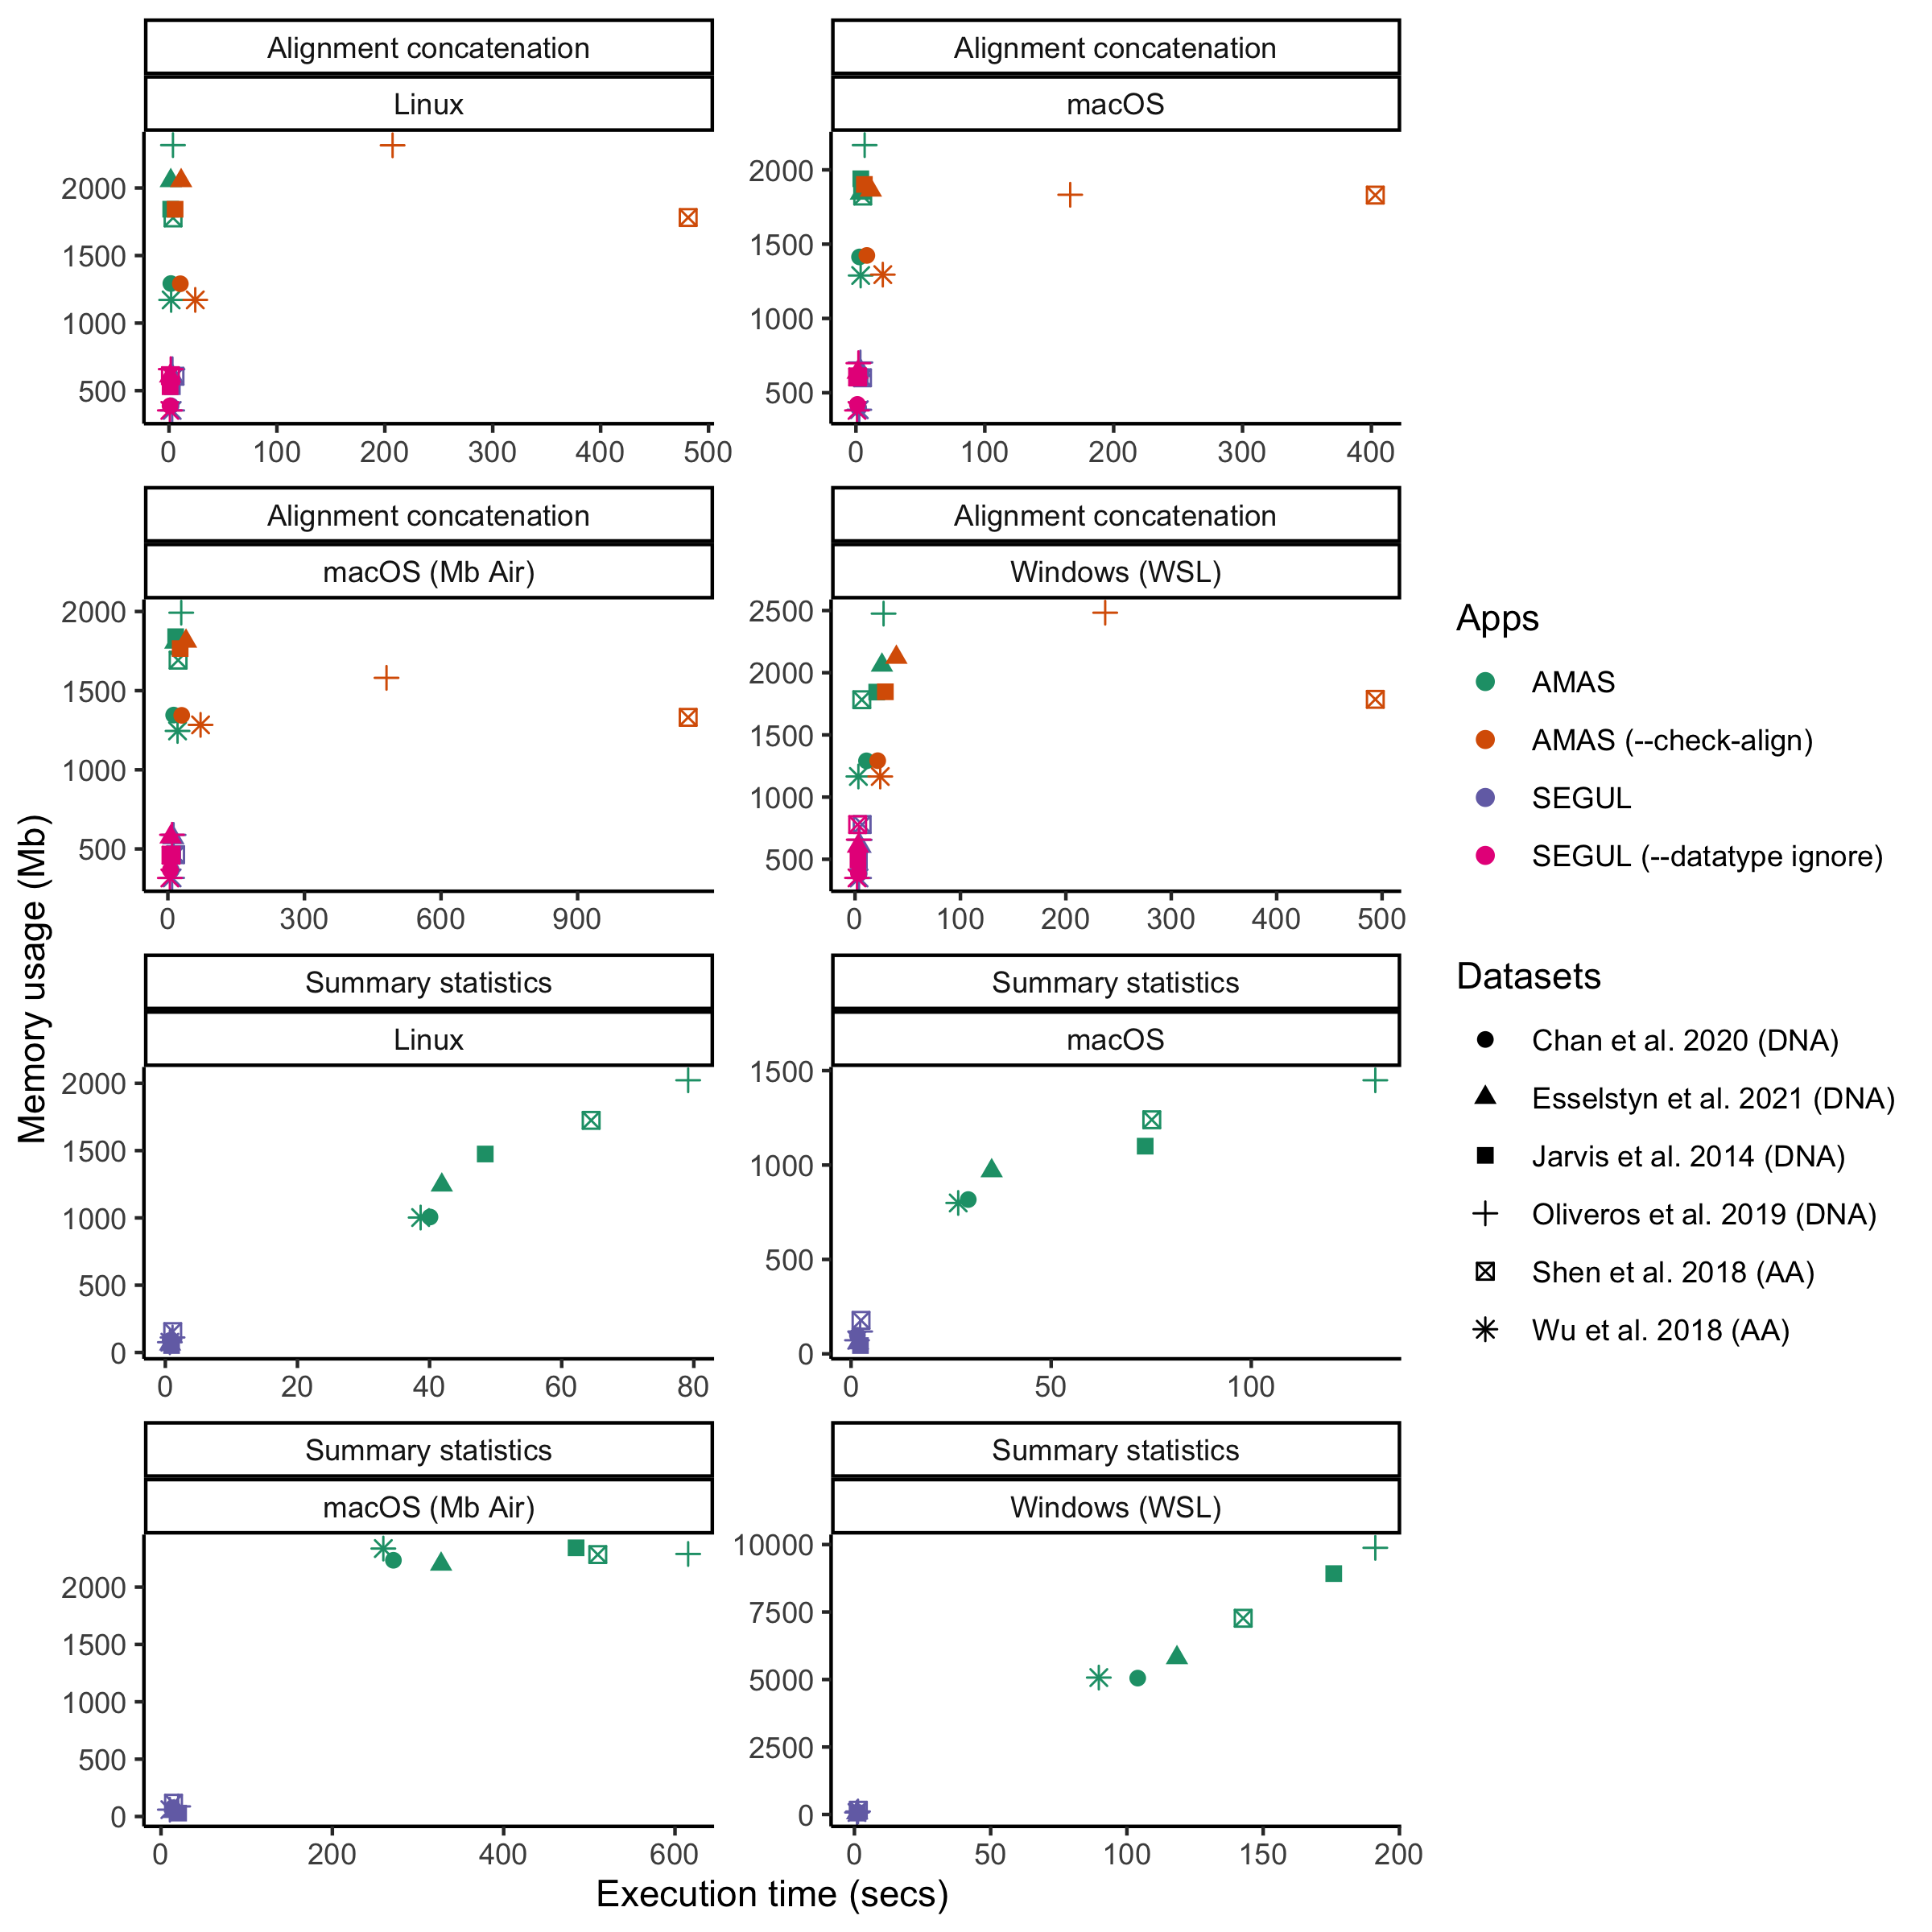 Alignment concatenation
Linux
2000
1500
1000
500
0 100 200 300 400 500
Alignment concatenation
macOS
2000
1500
1000
500
0 100 200 300 400
Alignment concatenation
macOS (Mb Air)
2000
1500
1000
500
0 300 600 900
Alignment concatenation
Windows (WSL)
2500
2000
1500
1000
500
0 100 200 300 400 500
Summary statistics
Linux
2000
1500
1000
500
0
0 20 40 60 80
Summary statistics
macOS
1500
1000
500
0
0 50 100
Summary statistics
macOS (Mb Air)
2000
1500
1000
500
0
0 200 400 600
Summary statistics
Windows (WSL)
10000
7500
5000
2500
0
0 50 100 150 200
Memory usage (Mb)
Execution time (secs)
Apps
AMAS
AMAS (--check-align)
SEGUL
SEGUL (--datatype ignore)
Datasets
Chan et al. 2020 (DNA)
Esselstyn et al. 2021 (DNA)
Jarvis et al. 2014 (DNA)
Oliveros et al. 2019 (DNA)
Shen et al. 2018 (AA)
Wu et al. 2018 (AA)